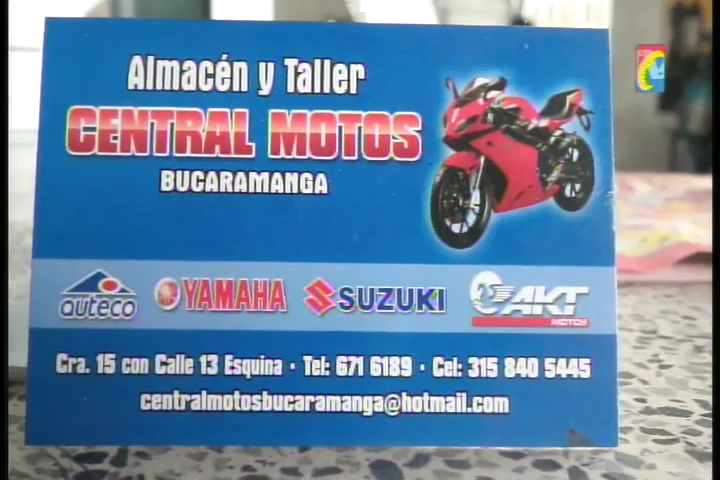 Almacén y Taller
CENTRAL MOTOS
BUCARAMANGA
auteco YAMAHA SUZUKI AKT MOTOS
Cra. 15 con Calle 13 Esquina · Tel: 671 6189 · Cel: 315 840 5445
centralmotosbucaramanga@hotmail.com